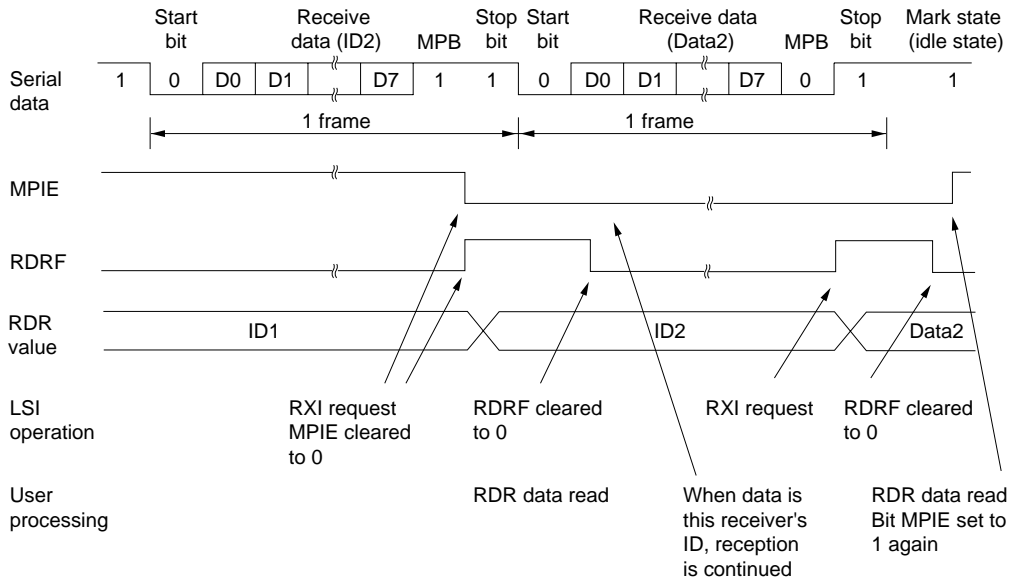 Start Receive Stop Start Receive data Stop Mark state
bit data (ID2) MPB bit bit (Data2) MPB bit (idle state)
Serial data 1 0 D0 D1 D7 1 1 0 D0 D1 D7 0 1 1
1 frame 1 frame
MPIE
RDRF
RDR value ID1 ID2 Data2
LSI operation
RXI request
MPIE cleared
to 0
RDRF cleared
to 0
RXI request
RDRF cleared
to 0
User processing
RDR data read
When data is
this receiver's
ID, reception
is continued
RDR data read
Bit MPIE set to
1 again